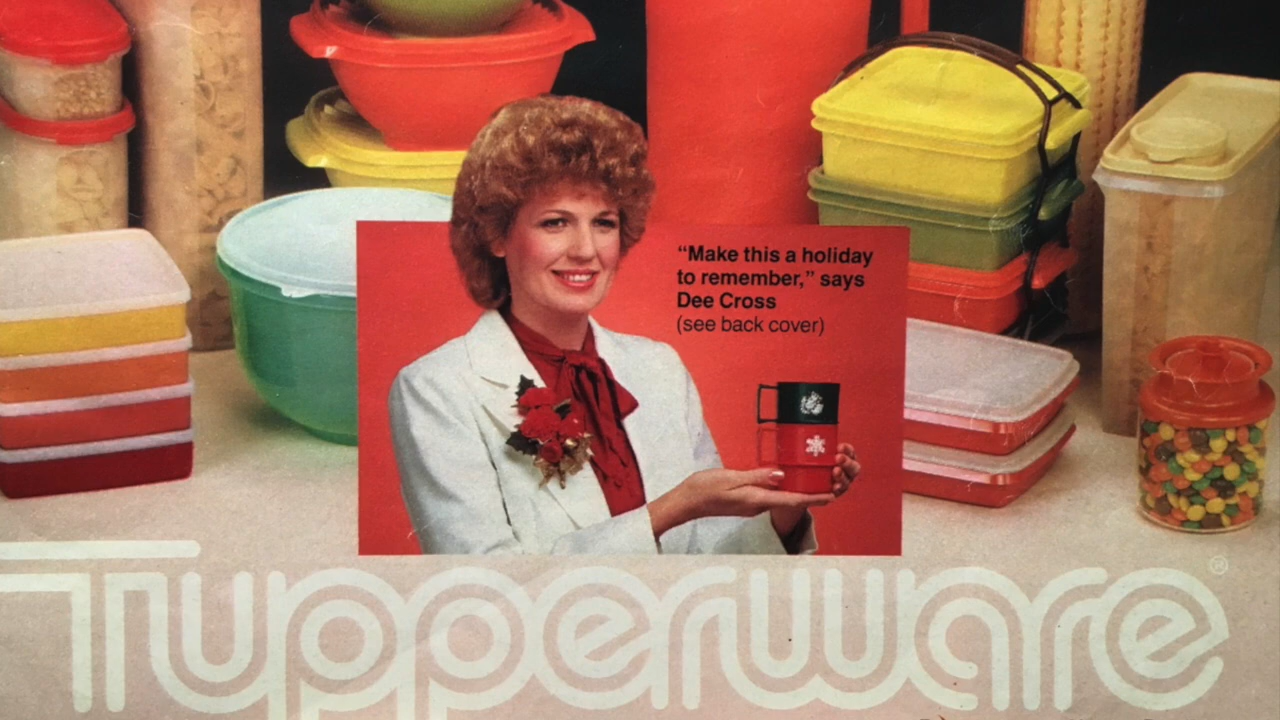 “Make this a holiday
to remember,” says
Dee Cross
(see back cover)
Tupperware®